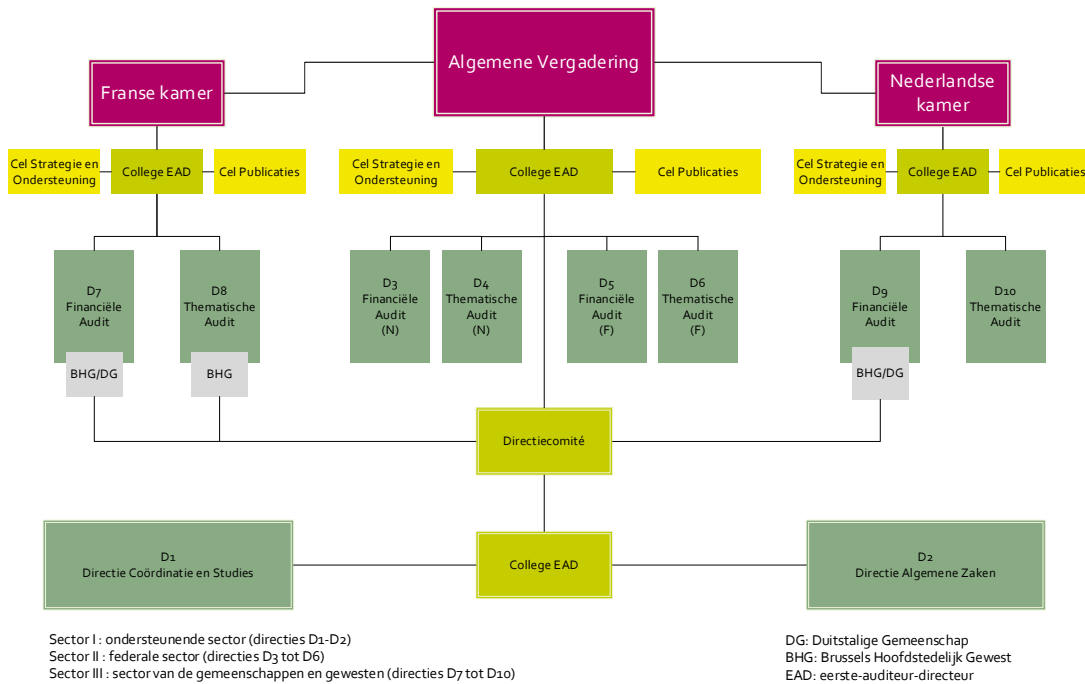 Algemene Vergadering
Franse kamer
Nederlandse
kamer
Cel Strategie en
Ondersteuning
College EAD
Cel Publicaties
Cel Strategie en
Ondersteuning
College EAD
Cel Publicaties
Cel Strategie en
Ondersteuning
College EAD
Cel Publicaties
D7
Financiële
Audit
BHG/DG
D8
Thematische
Audit
BHG
D3
Financiële
Audit
(N)
D4
Thematische
Audit
(N)
D5
Financiële
Audit
(F)
D6
Thematische
Audit
(F)
D9
Financiële
Audit
BHG/DG
D10
Thematische
Audit
Directiecomité
D1
Directie Coördinatie en Studies
College EAD
D2
Directie Algemene Zaken
Sector I : ondersteunende sector (directies D1-D2)
Sector II : federale sector (directies D3 tot D6)
Sector III : sector van de gemeenschappen en gewesten (directies D7 tot D10)
DG: Duitstalige Gemeenschap
BHG: Brussels Hoofdstedelijk Gewest
EAD: eerste-auditeur-directeur